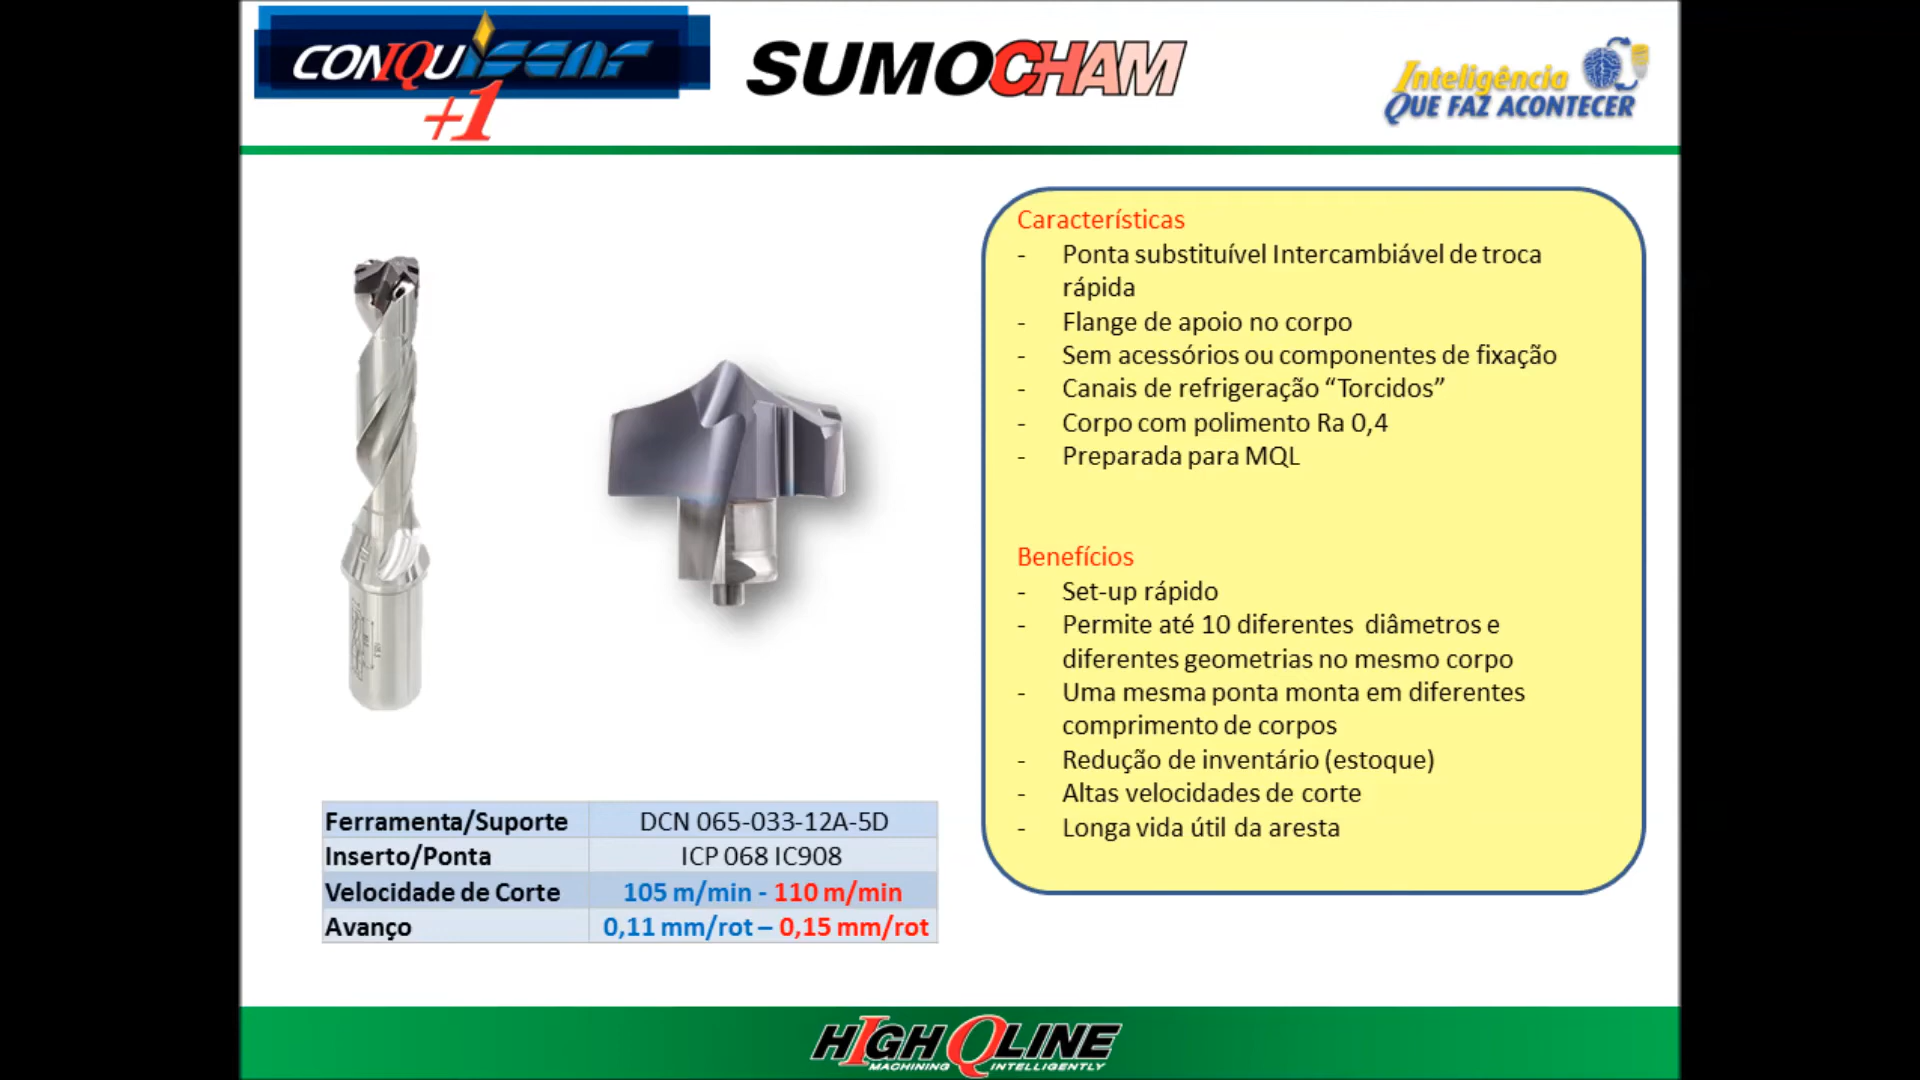 CONQUISCAR
+1
SUMOCHAM
Inteligência
QUE FAZ ACONTECER
Características
- Ponta substituível Intercambiável de troca
rápida
- Flange de apoio no corpo
- Sem acessórios ou componentes de fixação
- Canais de refrigeração “Torcidos”
- Corpo com polimento Ra 0,4
- Preparada para MQL
Benefícios
- Set-up rápido
- Permite até 10 diferentes diâmetros e
diferentes geometrias no mesmo corpo
- Uma mesma ponta monta em diferentes
comprimento de corpos
- Redução de inventário (estoque)
- Altas velocidades de corte
- Longa vida útil da aresta
Ferramenta/Suporte DCN 065-033-12A-5D
Inserto/Ponta ICP 068 IC908
Velocidade de Corte 105 m/min - 110 m/min
Avanço 0,11 mm/rot – 0,15 mm/rot
HIGH QLINE
MACHINING INTELLIGENTLY